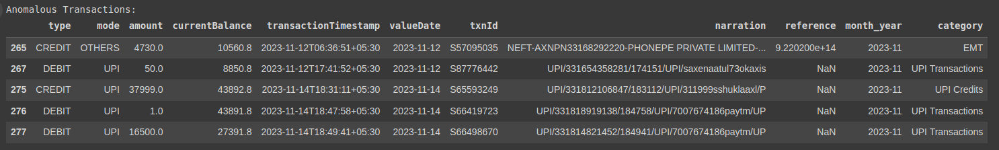 Anomalous Transactions:
type mode amount currentBalance transactionTimestamp valueDate txnId narration reference month_year category
265 CREDIT OTHERS 4730.0 10560.8 2023-11-12T06:36:51+05:30 2023-11-12 S57095035 NEFT-AXNPN33168292220-PHONEPE PRIVATE LIMITED-... 9.220200e+14 2023-11 EMT
267 DEBIT UPI 50.0 8850.8 2023-11-12T17:41:52+05:30 2023-11-12 S87776442 UPI/331654358281/174151/UPI/saxenaatul73okaxis NaN 2023-11 UPI Transactions
275 CREDIT UPI 37999.0 43892.8 2023-11-14T18:31:11+05:30 2023-11-14 S65593249 UPI/331812106847/183112/UPI/311999sshuklaaxl/P NaN 2023-11 UPI Credits
276 DEBIT UPI 1.0 43891.8 2023-11-14T18:47:58+05:30 2023-11-14 S66419723 UPI/331818919138/184758/UPI/7007674186paytm/UP NaN 2023-11 UPI Transactions
277 DEBIT UPI 16500.0 27391.8 2023-11-14T18:49:41+05:30 2023-11-14 S66498670 UPI/331814821452/184941/UPI/7007674186paytm/UP NaN 2023-11 UPI Transactions